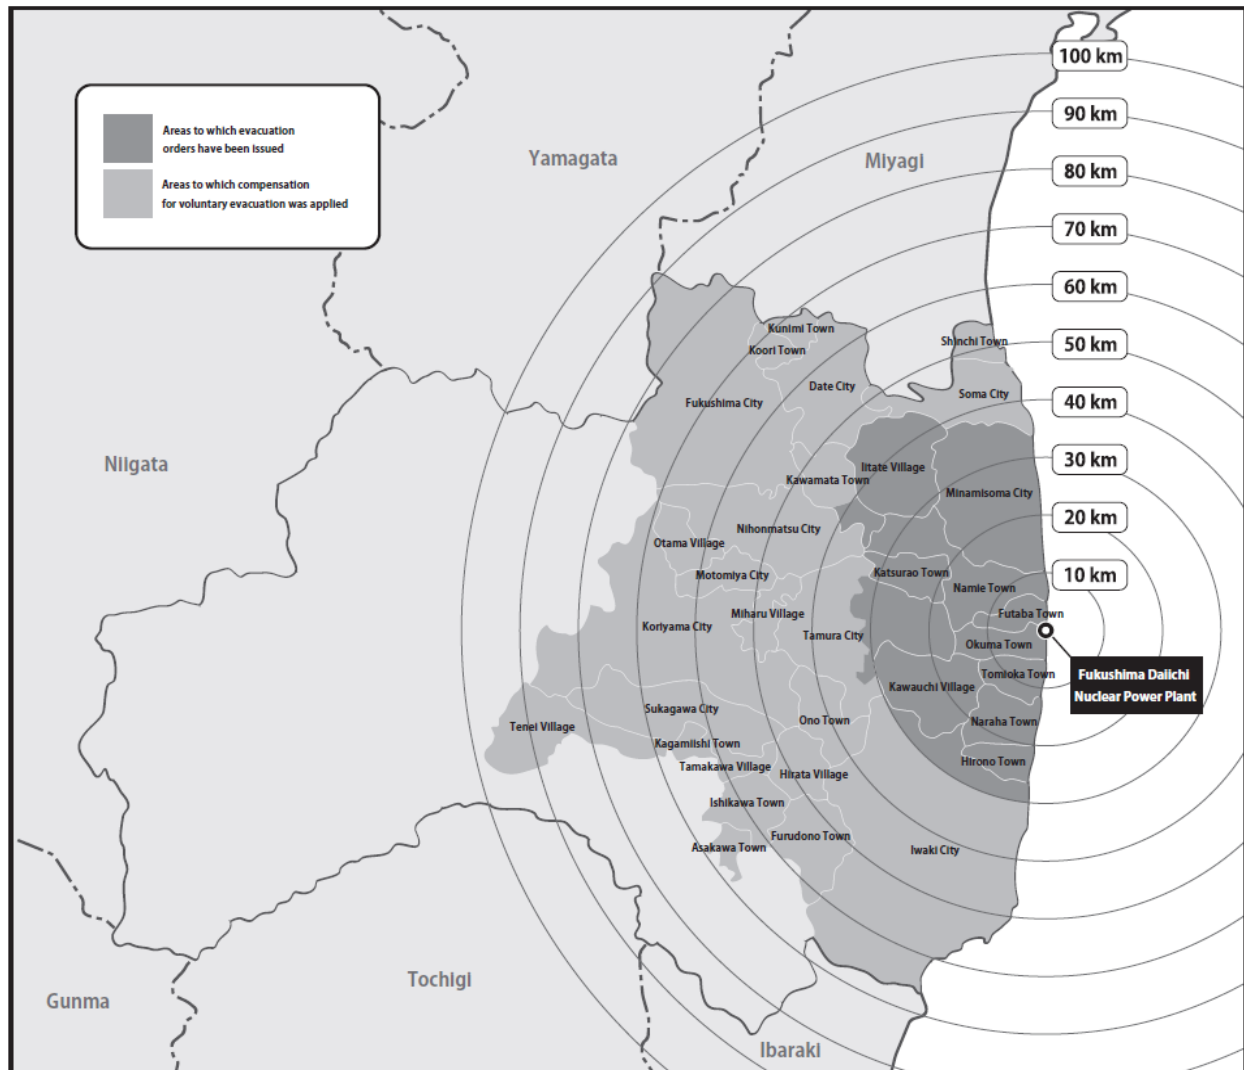 100 km
90 km
80 km
70 km
60 km
50 km
40 km
30 km
20 km
10 km
Areas to which evacuation
orders have been issued
Areas to which compensation
for voluntary evacuation was applied
Yamagata
Miyagi
Niigata
Gunma
Tochigi
Ibaraki
Kunimi Town
Koori Town
Shinchi Town
Date City
Soma City
Fukushima City
Iitate Village
Kawamata Town
Minamisoma City
Nihonmatsu City
Otama Village
Motomiya City
Katsurao Town
Namie Town
Miharu Village
Futaba Town
Koriyama City
Tamura City
Okuma Town
Tomioka Town
Kawauchi Village
Fukushima Daiichi
Nuclear Power Plant
Sukagawa City
Tenei Village
Ono Town
Naraha Town
Kagamiishi Town
Hirono Town
Tamakawa Village
Hirata Village
Ishikawa Town
Furudono Town
Asakawa Town
Iwaki City